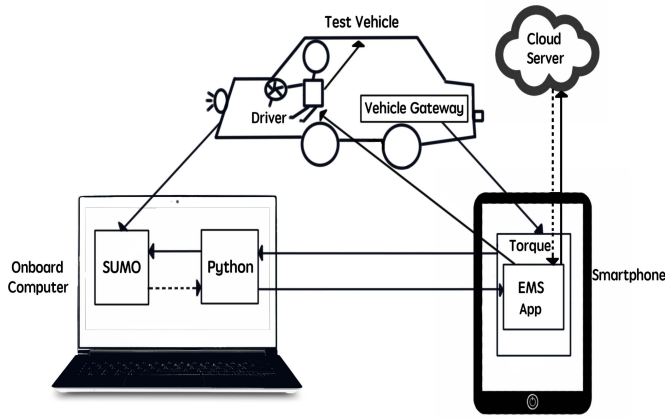 Test Vehicle
Cloud
Server
Driver
Vehicle Gateway
Onboard
Computer
SUMO
Python
Torque
EMS
App
Smartphone